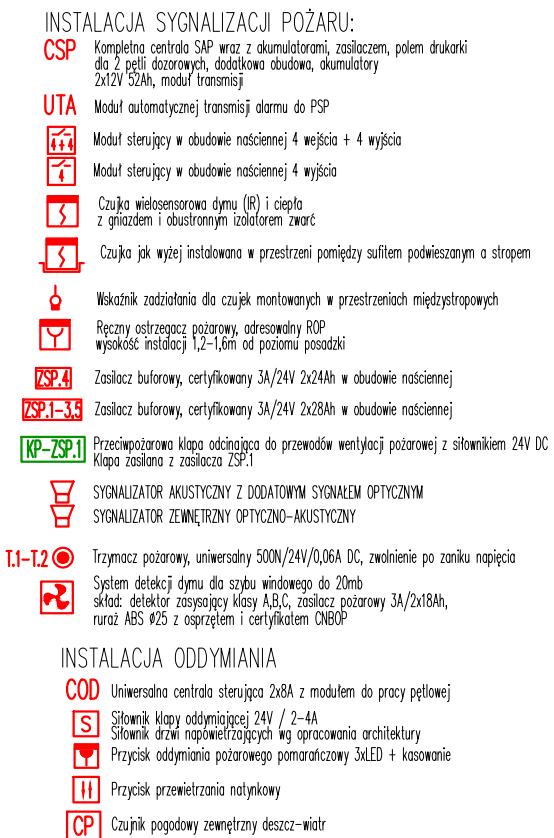 INSTALACJA SYGNALIZACJI POŻARU:
CSP Kompletna centrala SAP wraz z akumulatorami, zasilaczem, polem drukarki
dla 2 pętli dozorowych, dodatkowa obudowa, akumulatory
2x12V 52Ah, moduł transmisji
UTA Moduł automatycznej transmisji alarmu do PSP
4+4 Moduł sterujący w obudowie naściennej 4 wejścia + 4 wyjścia
4 Moduł sterujący w obudowie naściennej 4 wyjścia
Czujka wielosensorowa dymu (IR) i ciepła
z gniazdem i obustronnym izolatorem zwarć
Czujka jak wyżej instalowana w przestrzeni pomiędzy sufitem podwieszanym a stropem
Wskaźnik zadziałania dla czujek montowanych w przestrzeniach międzystropowych
Ręczny ostrzegacz pożarowy, adresowalny ROP
wysokość instalacji 1,2-1,6m od poziomu posadzki
ZSP.4 Zasilacz buforowy, certyfikowany 3A/24V 2x24Ah w obudowie naściennej
ZSP.1-3,5 Zasilacz buforowy, certyfikowany 3A/24V 2x28Ah w obudowie naściennej
KP-ZSP.1 Przeciwpożarowa klapa odcinająca do przewodów wentylacji pożarowej z siłownikiem 24V DC
Klapa zasilana z zasilacza ZSP.1
SYGNALIZATOR AKUSTYCZNY Z DODATOWYM SYGNAŁEM OPTYCZNYM
SYGNALIZATOR ZEWNĘTRZNY OPTYCZNO-AKUSTYCZNY
T.1-T.2 Trzymacz pożarowy, uniwersalny 500N/24V/0,06A DC, zwolnienie po zaniku napięcia
System detekcji dymu dla szybu windowego do 20mb
skład: detektor zasysający klasy A,B,C, zasilacz pożarowy 3A/2x18Ah,
ruraż ABS ø25 z osprzętem i certyfikatem CNBOP
INSTALACJA ODDYMIANIA
COD Uniwersalna centrala sterująca 2x8A z modułem do pracy pętlowej
S Siłownik klapy oddymiającej 24V / 2-4A
Siłownik drzwi napowietrzających wg opracowania architektury
Przycisk oddymiania pożarowego pomarańczowy 3xLED + kasowanie
Przycisk przewietrzania natynkowy
CP Czujnik pogodowy zewnętrzny deszcz-wiatr